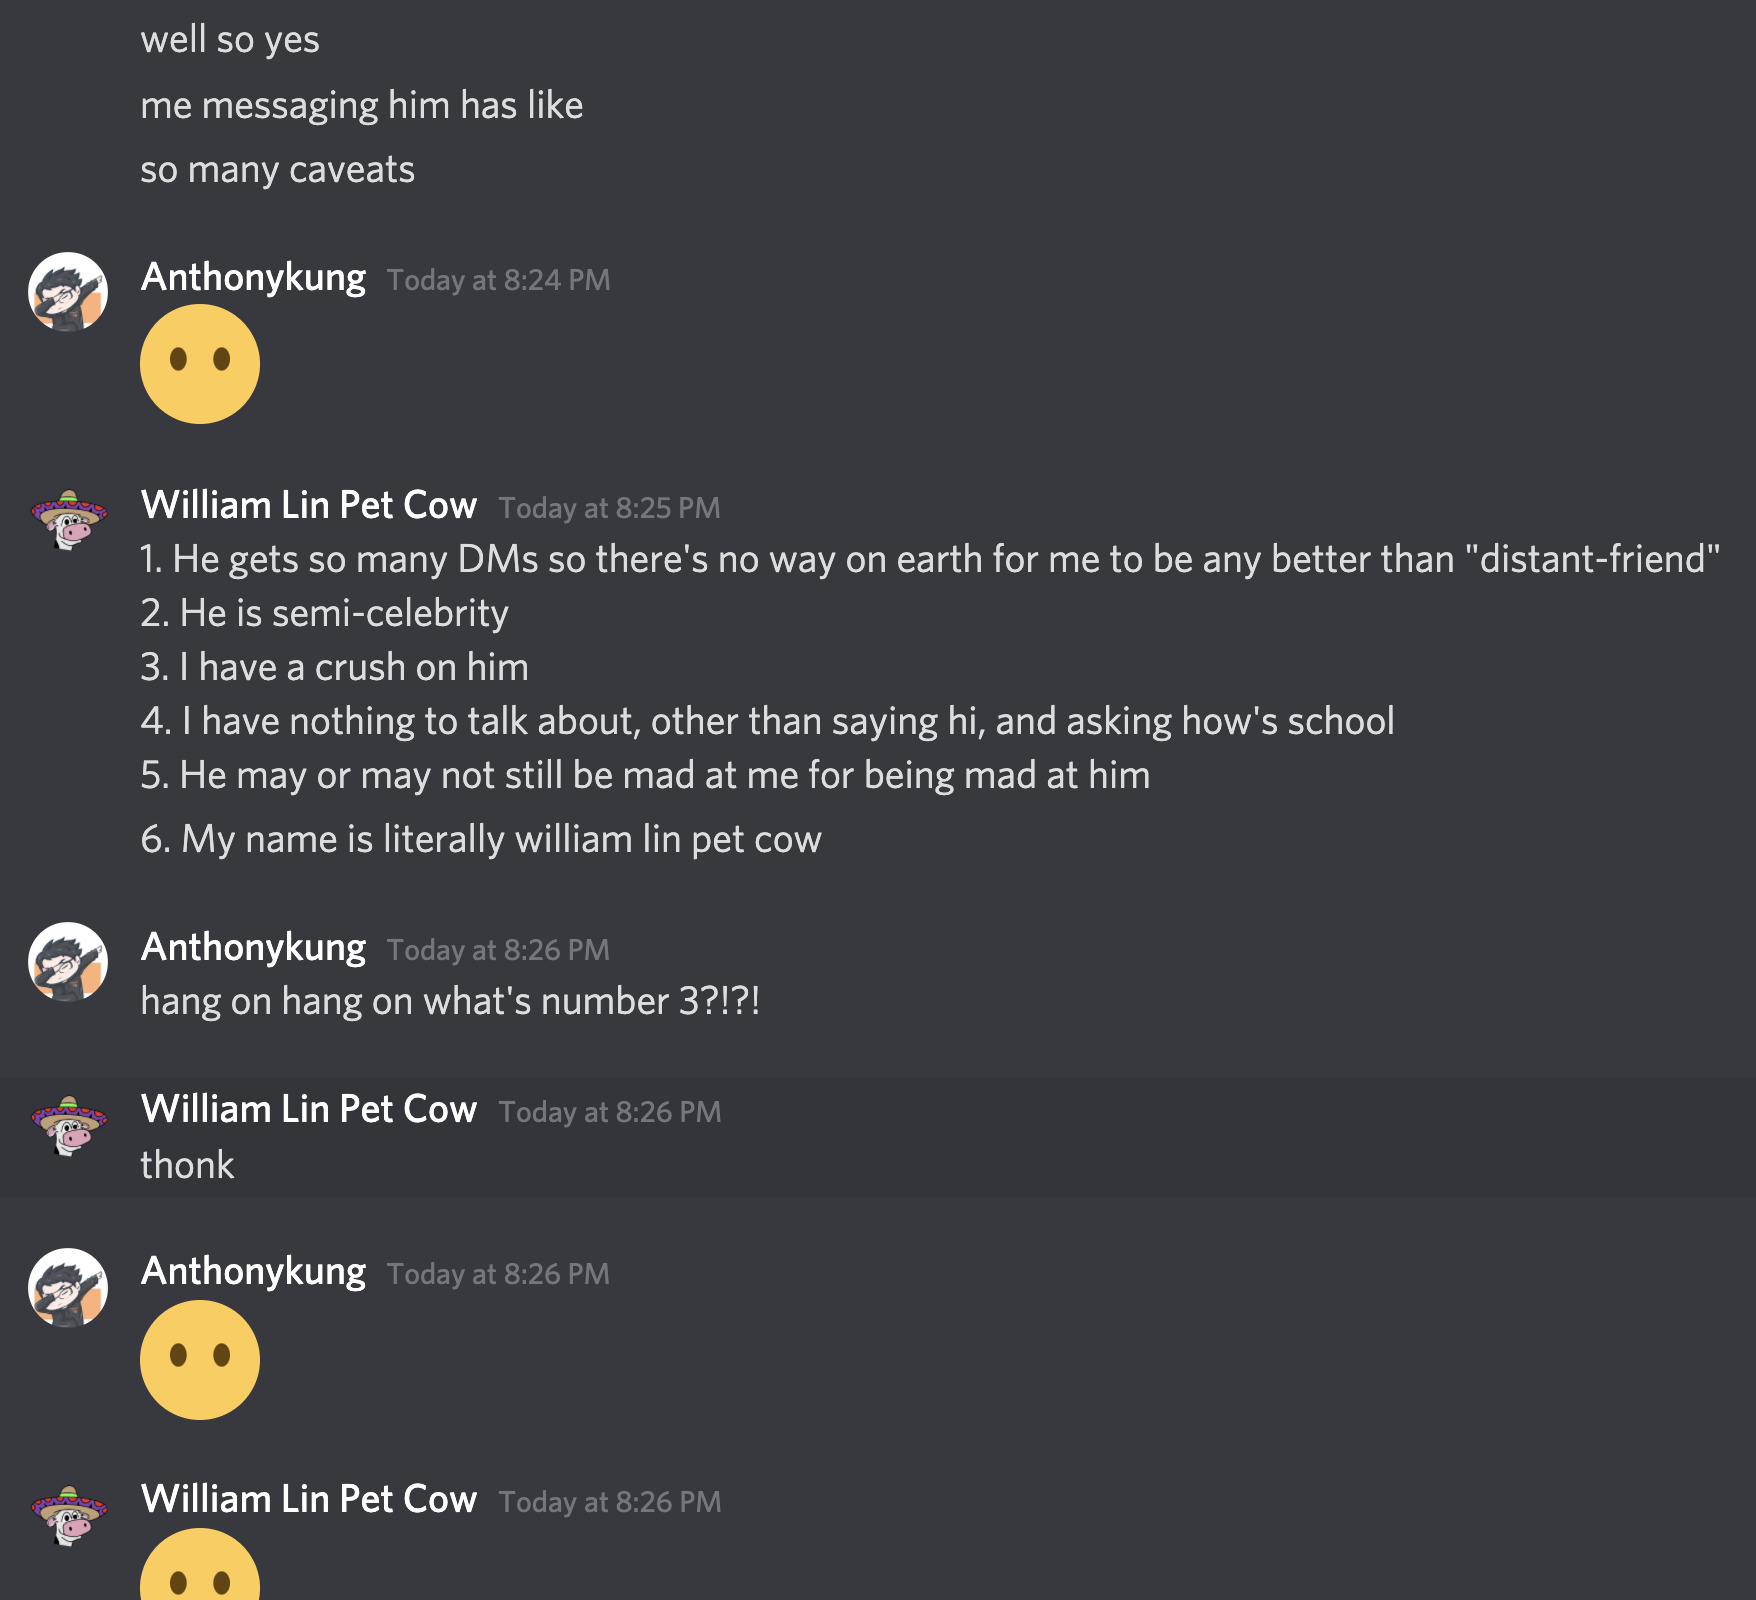 well so yes
me messaging him has like
so many caveats
Anthonykung Today at 8:24 PM
William Lin Pet Cow Today at 8:25 PM
1. He gets so many DMs so there's no way on earth for me to be any better than "distant-friend"
2. He is semi-celebrity
3. I have a crush on him
4. I have nothing to talk about, other than saying hi, and asking how's school
5. He may or may not still be mad at me for being mad at him
6. My name is literally william lin pet cow
Anthonykung Today at 8:26 PM
hang on hang on what's number 3?!?!
William Lin Pet Cow Today at 8:26 PM
thonk
Anthonykung Today at 8:26 PM
William Lin Pet Cow Today at 8:26 PM